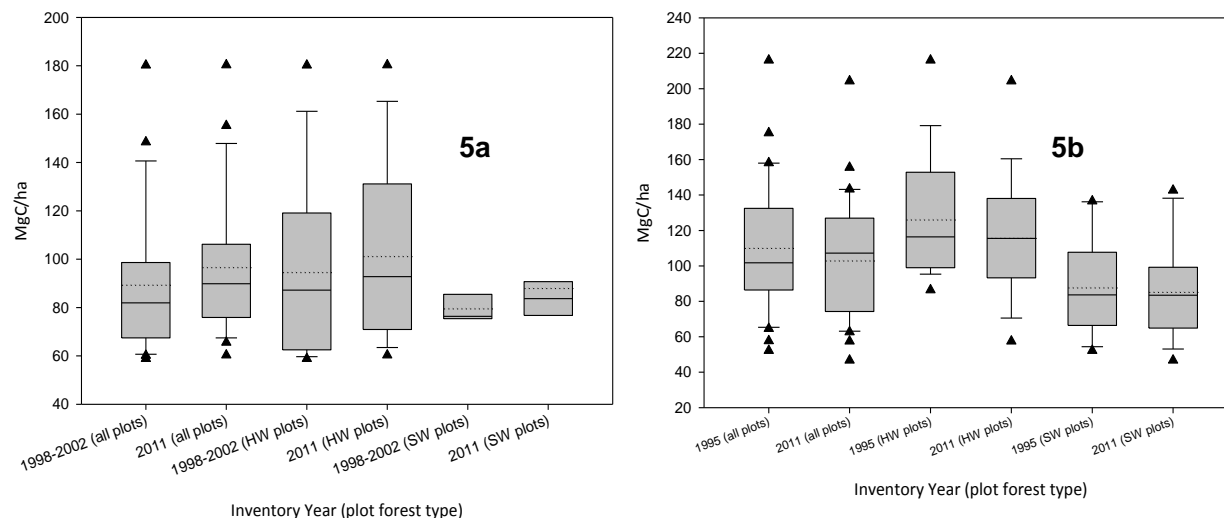 200
180
160
140
120
100
80
60
40
MgC/ha
5a
1998-2002 (all plots)
2011 (all plots)
1998-2002 (HW plots)
2011 (HW plots)
1998-2002 (SW plots)
2011 (SW plots)
Inventory Year (plot forest type)
240
220
200
180
160
140
120
100
80
60
40
20
MgC/ha
5b
1995 (all plots)
2011 (all plots)
1995 (HW plots)
2011 (HW plots)
1995 (SW plots)
2011 (SW plots)
Inventory Year (plot forest type)